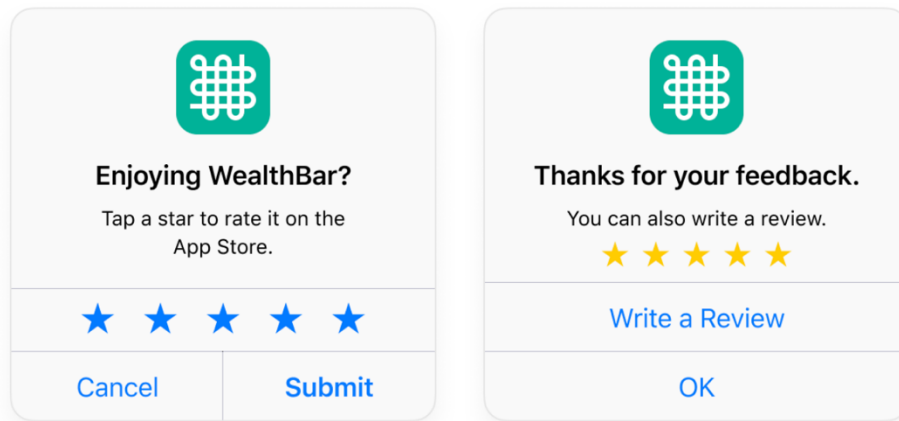 Enjoying WealthBar?
Tap a star to rate it on the
App Store.
Cancel
Submit
Thanks for your feedback.
You can also write a review.
Write a Review
OK